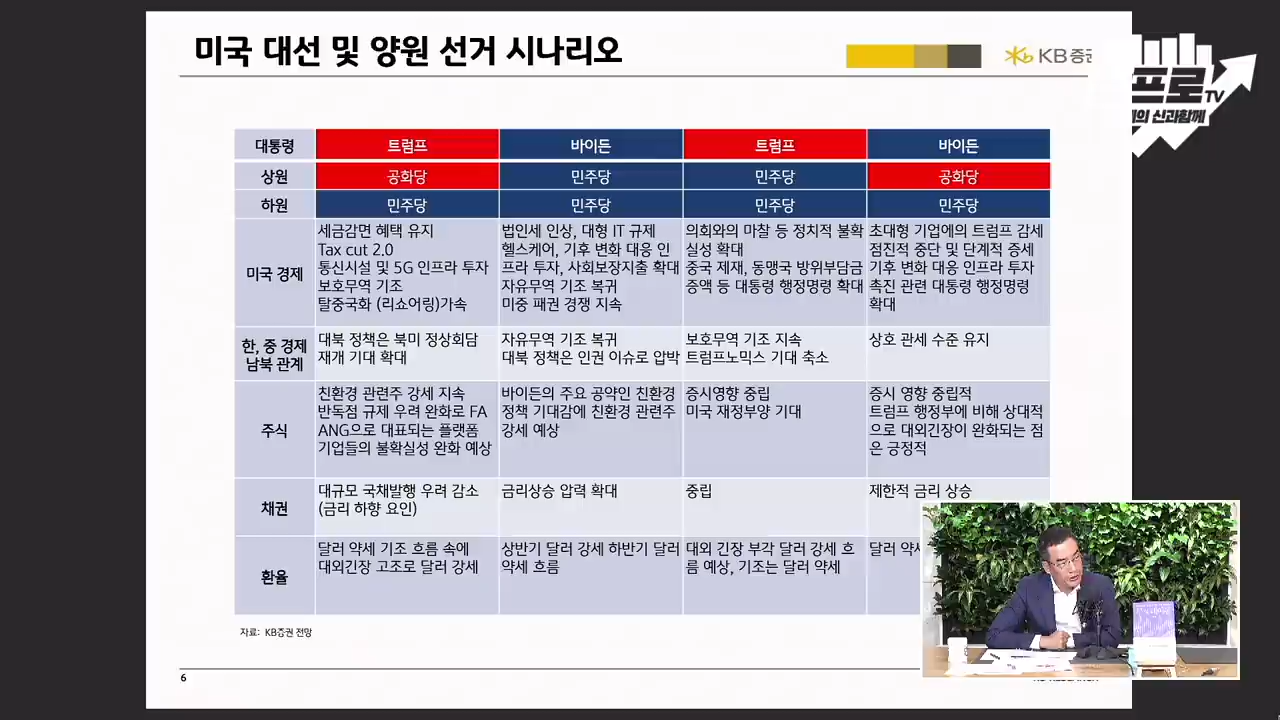 미국 대선 및 양원 선거 시나리오
KB증권
프로TV
의 신과함께
대통령 트럼프 바이든 트럼프 바이든
상원 공화당 민주당 민주당 공화당
하원 민주당 민주당 민주당 민주당
미국 경제
세금감면 혜택 유지
Tax cut 2.0
통신시설 및 5G 인프라 투자
보호무역 기조
탈중국화 (리쇼어링)가속
법인세 인상, 대형 IT 규제
헬스케어, 기후 변화 대응 인
프라 투자, 사회보장지출 확대
자유무역 기조 복귀
미중 패권 경쟁 지속
의회와의 마찰 등 정치적 불확
실성 확대
중국 제재, 동맹국 방위부담금
증액 등 대통령 행정명령 확대
초대형 기업에의 트럼프 감세
점진적 중단 및 단계적 증세
기후 변화 대응 인프라 투자
촉진 관련 대통령 행정명령
확대
한, 중 경제
남북 관계
대북 정책은 북미 정상회담
재개 기대 확대
자유무역 기조 복귀
대북 정책은 인권 이슈로 압박
보호무역 기조 지속
트럼프노믹스 기대 축소
상호 관세 수준 유지
주식
친환경 관련주 강세 지속
반독점 규제 우려 완화로 FA
ANG으로 대표되는 플랫폼
기업들의 불확실성 완화 예상
바이든의 주요 공약인 친환경
정책 기대감에 친환경 관련주
강세 예상
증시영향 중립
미국 재정부양 기대
증시 영향 중립적
트럼프 행정부에 비해 상대적
으로 대외긴장이 완화되는 점
은 긍정적
채권
대규모 국채발행 우려 감소
(금리 하향 요인)
금리상승 압력 확대
중립
제한적 금리 상승
환율
달러 약세 기조 흐름 속에
대외긴장 고조로 달러 강세
상반기 달러 강세 하반기 달러
약세 흐름
대외 긴장 부각 달러 강세 흐
름 예상, 기조는 달러 약세
달러 약세
자료: KB증권 전망
6